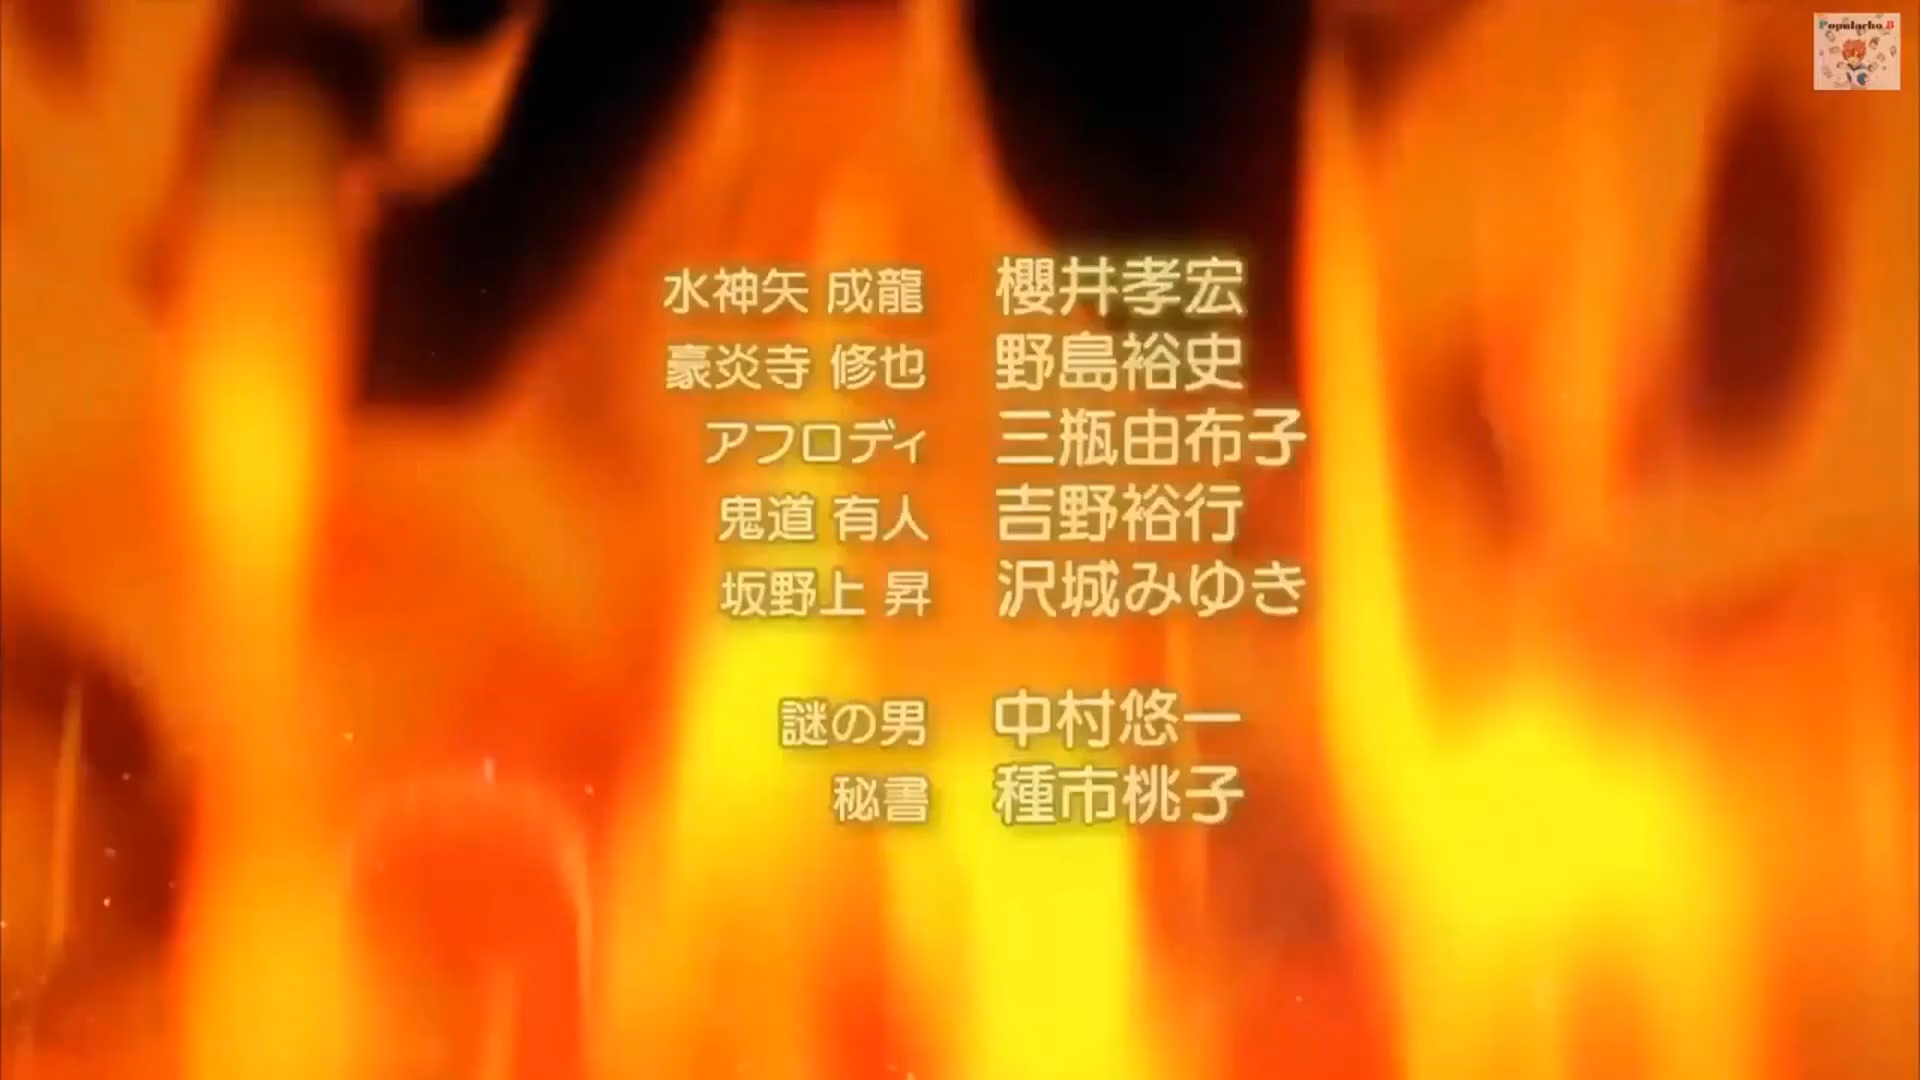 Populacho B
水神矢 成龍 櫻井孝宏
豪炎寺 修也 野島裕史
アフロディ 三瓶由布子
鬼道 有人 吉野裕行
坂野上 昇 沢城みゆき
謎の男 中村悠一
秘書 種市桃子